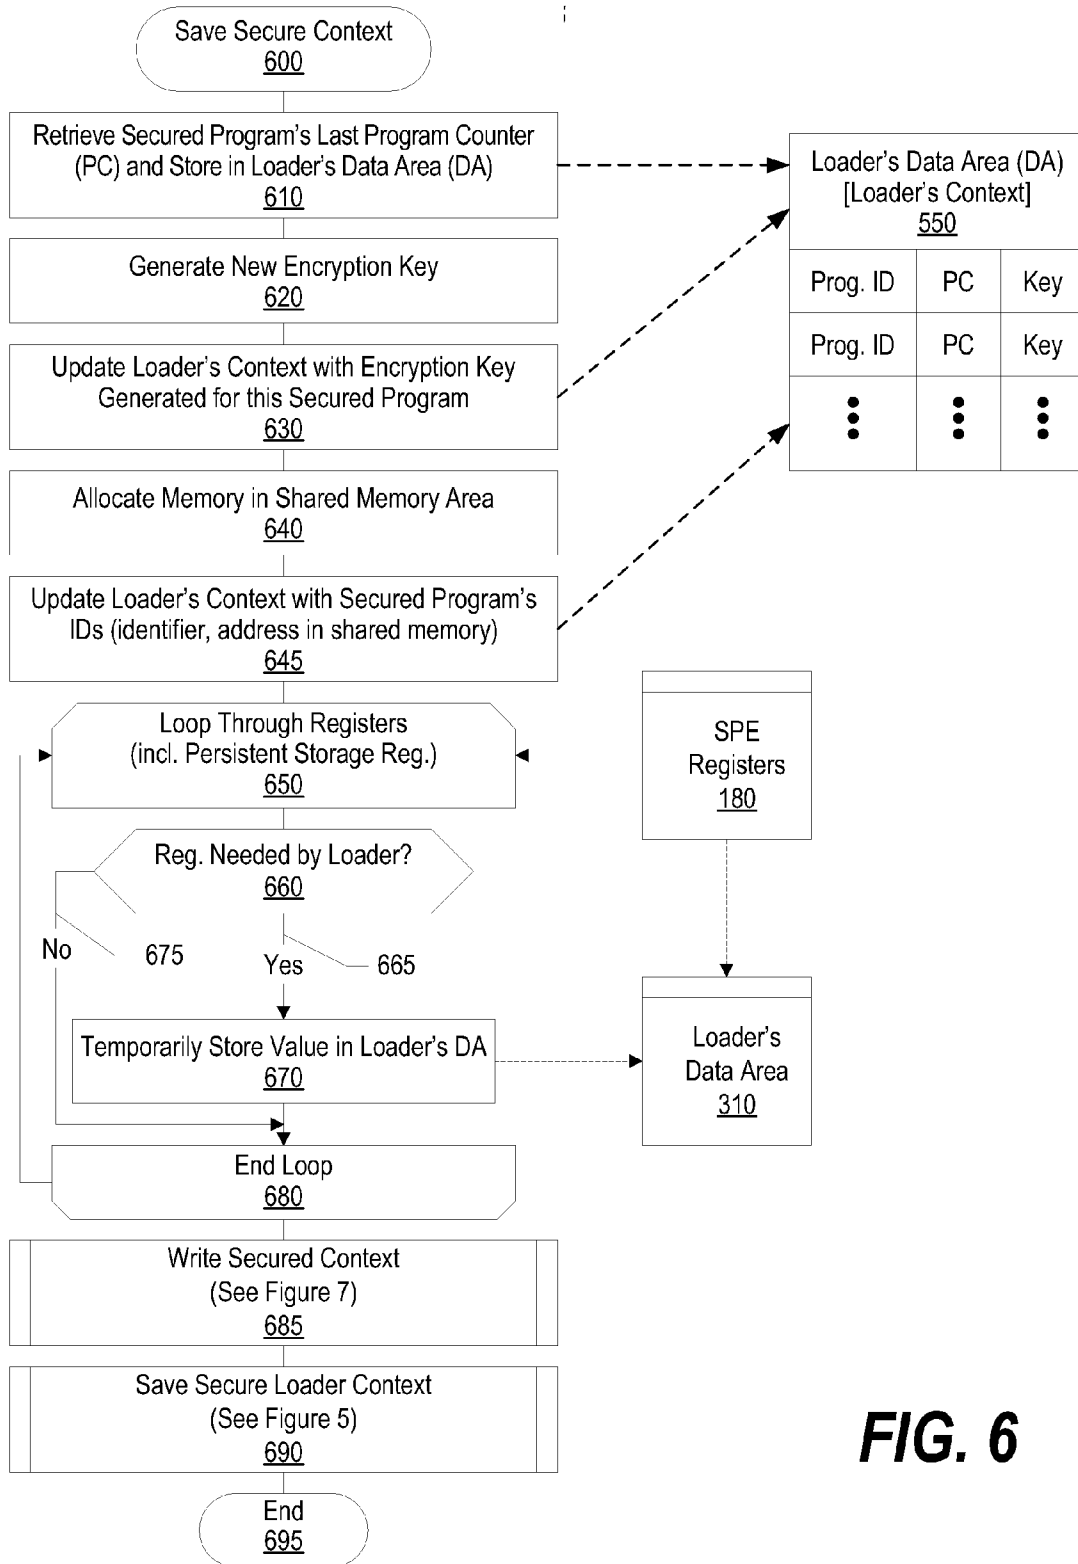 Save Secure Context
600
Retrieve Secured Program's Last Program Counter
(PC) and Store in Loader's Data Area (DA)
610
Generate New Encryption Key
620
Update Loader's Context with Encryption Key
Generated for this Secured Program
630
Allocate Memory in Shared Memory Area
640
Update Loader's Context with Secured Program's
IDs (identifier, address in shared memory)
645
Loader's Data Area (DA)
[Loader's Context]
550
Prog. ID PC Key
Prog. ID PC Key
Loop Through Registers
(incl. Persistent Storage Reg.)
650
SPE
Registers
180
Reg. Needed by Loader?
660
No 675 Yes 665
Temporarily Store Value in Loader's DA
670
Loader's
Data Area
310
End Loop
680
Write Secured Context
(See Figure 7)
685
Save Secure Loader Context
(See Figure 5)
690
End
695
FIG. 6